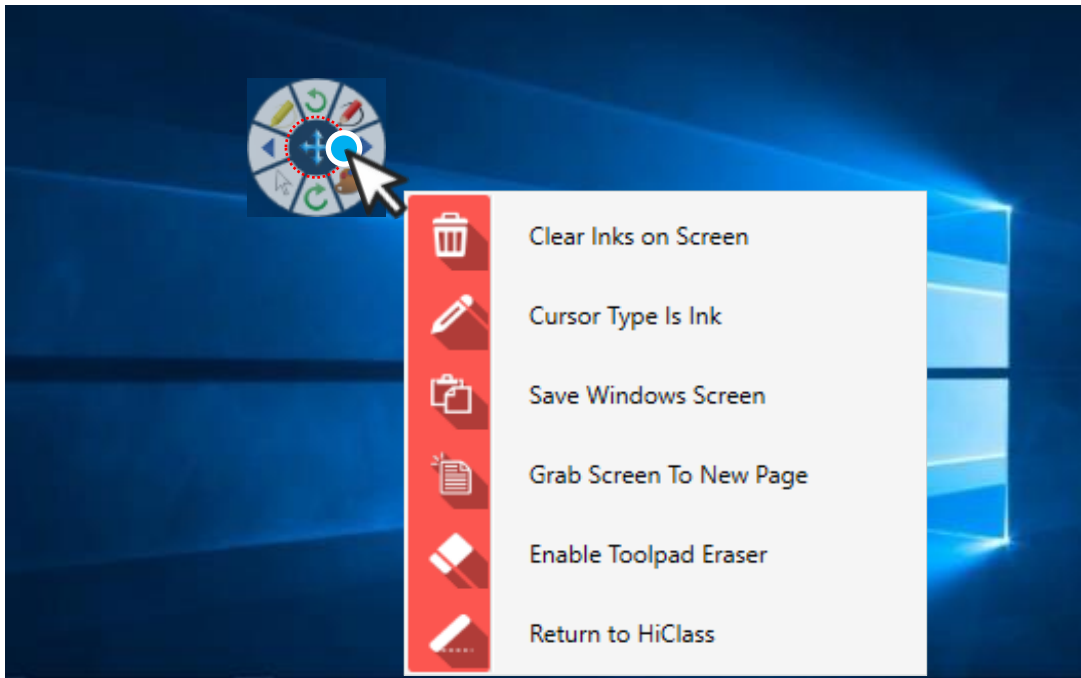 Clear Inks on Screen
Cursor Type Is Ink
Save Windows Screen
Grab Screen To New Page
Enable Toolpad Eraser
Return to HiClass